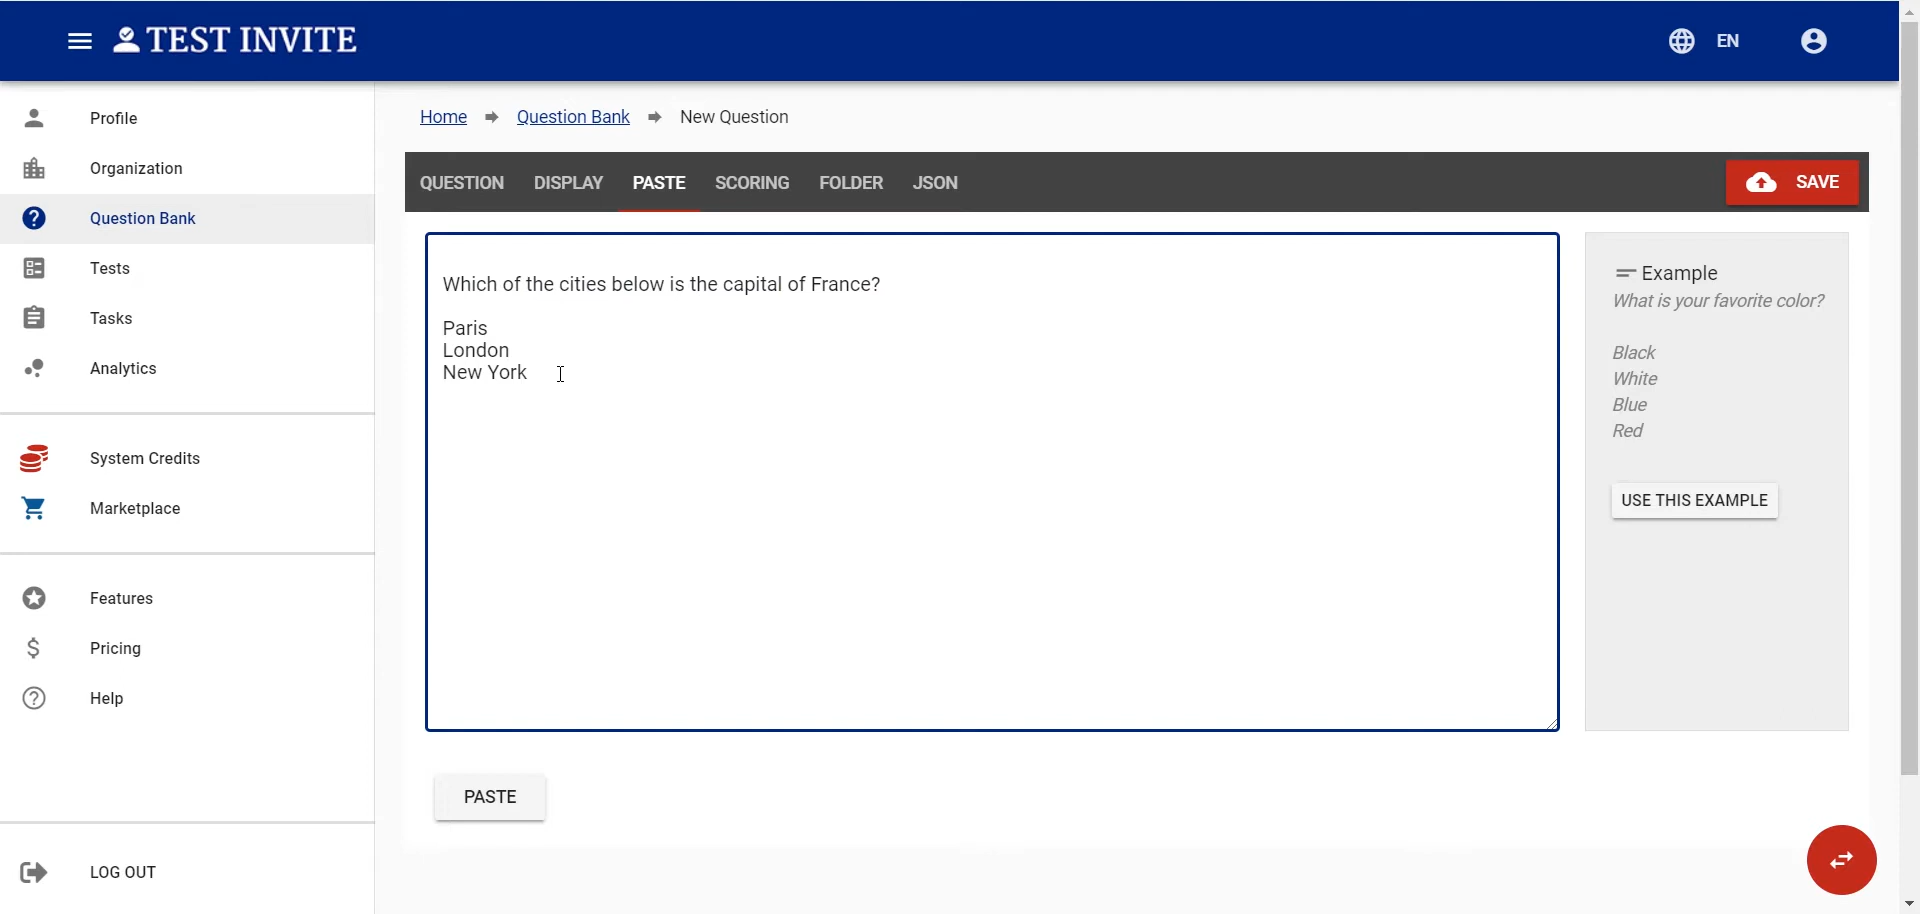 TEST INVITE
EN
Profile
Organization
Question Bank
Tests
Tasks
Analytics
System Credits
Marketplace
Features
Pricing
Help
LOG OUT
Home Question Bank New Question
QUESTION DISPLAY PASTE SCORING FOLDER JSON
SAVE
Which of the cities below is the capital of France?
Paris
London
New York
Example
What is your favorite color?
Black
White
Blue
Red
USE THIS EXAMPLE
PASTE